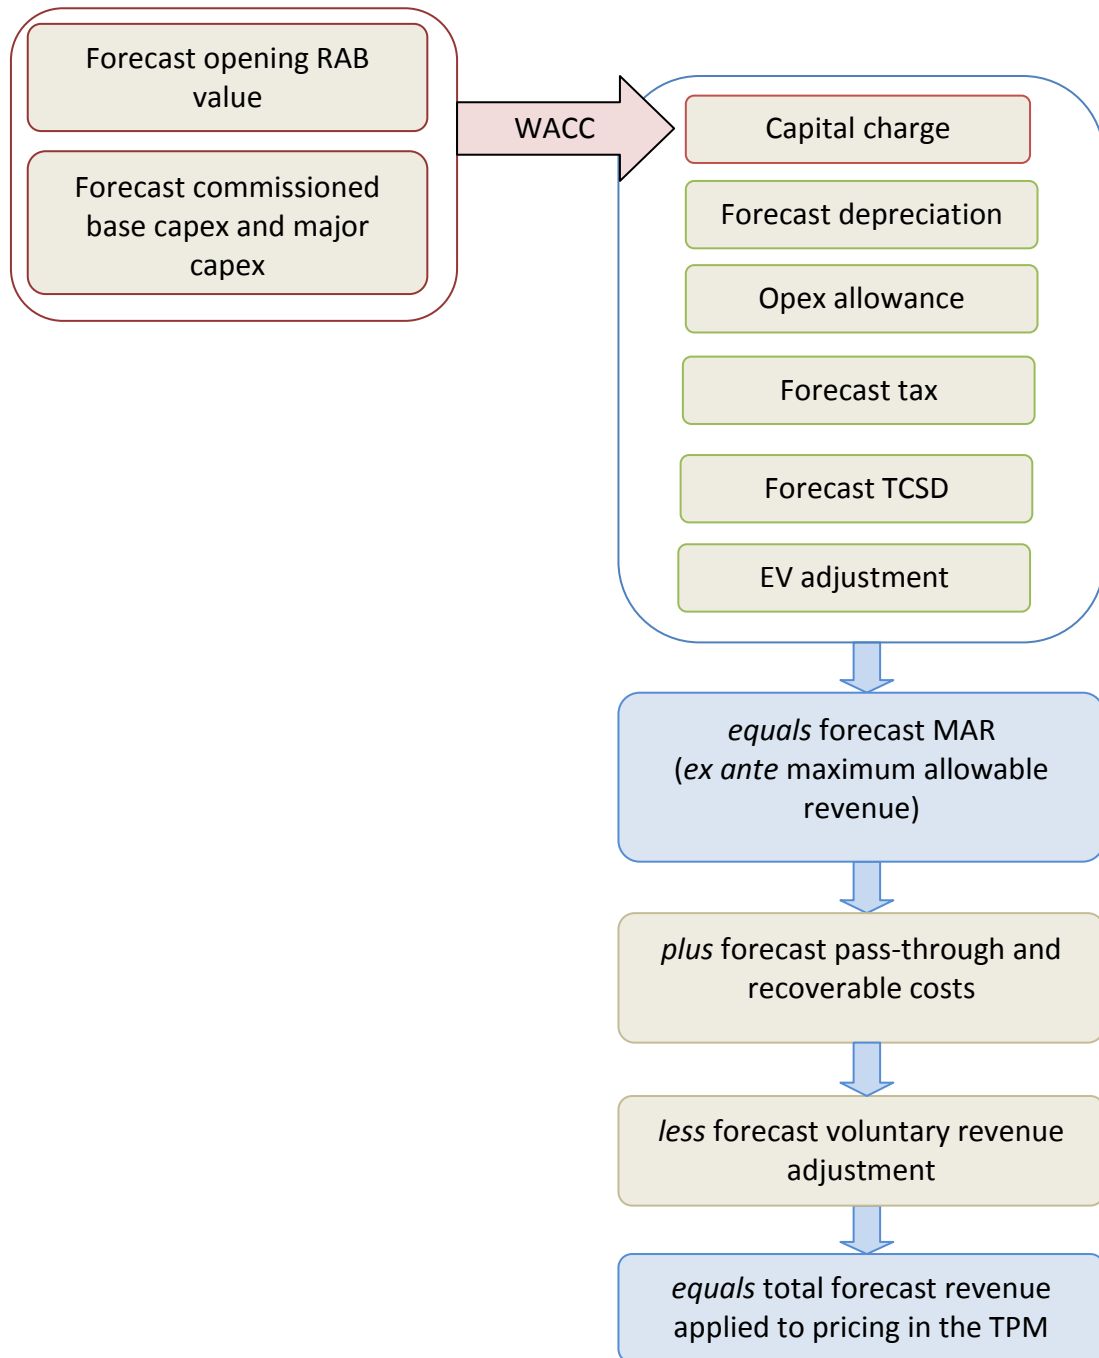 Forecast opening RAB
value
Forecast commissioned
base capex and major
capex
WACC
Capital charge
Forecast depreciation
Opex allowance
Forecast tax
Forecast TCSD
EV adjustment
equals forecast MAR
(ex ante maximum allowable
revenue)
plus forecast pass-through and
recoverable costs
less forecast voluntary revenue
adjustment
equals total forecast revenue
applied to pricing in the TPM